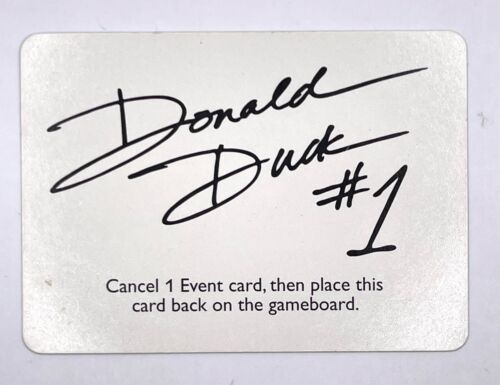 Donald
Duck
#1
Cancel 1 Event card, then place this
card back on the gameboard.